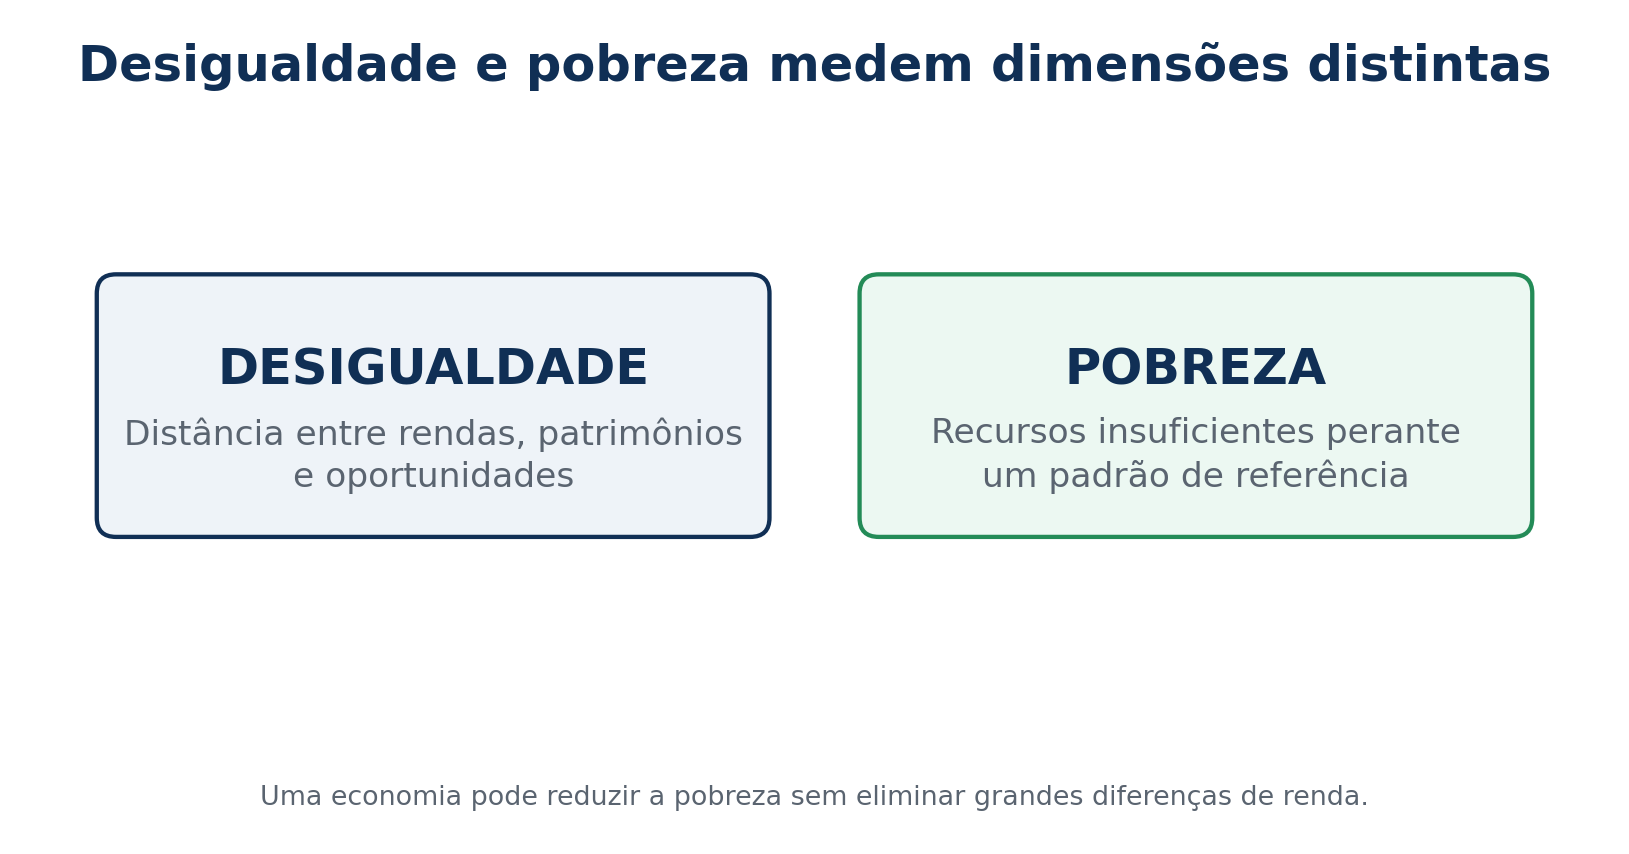 Desigualdade e pobreza medem dimensões distintas
DESIGUALDADE
Distância entre rendas, patrimônios
e oportunidades
POBREZA
Recursos insuficientes perante
um padrão de referência
Uma economia pode reduzir a pobreza sem eliminar grandes diferenças de renda.